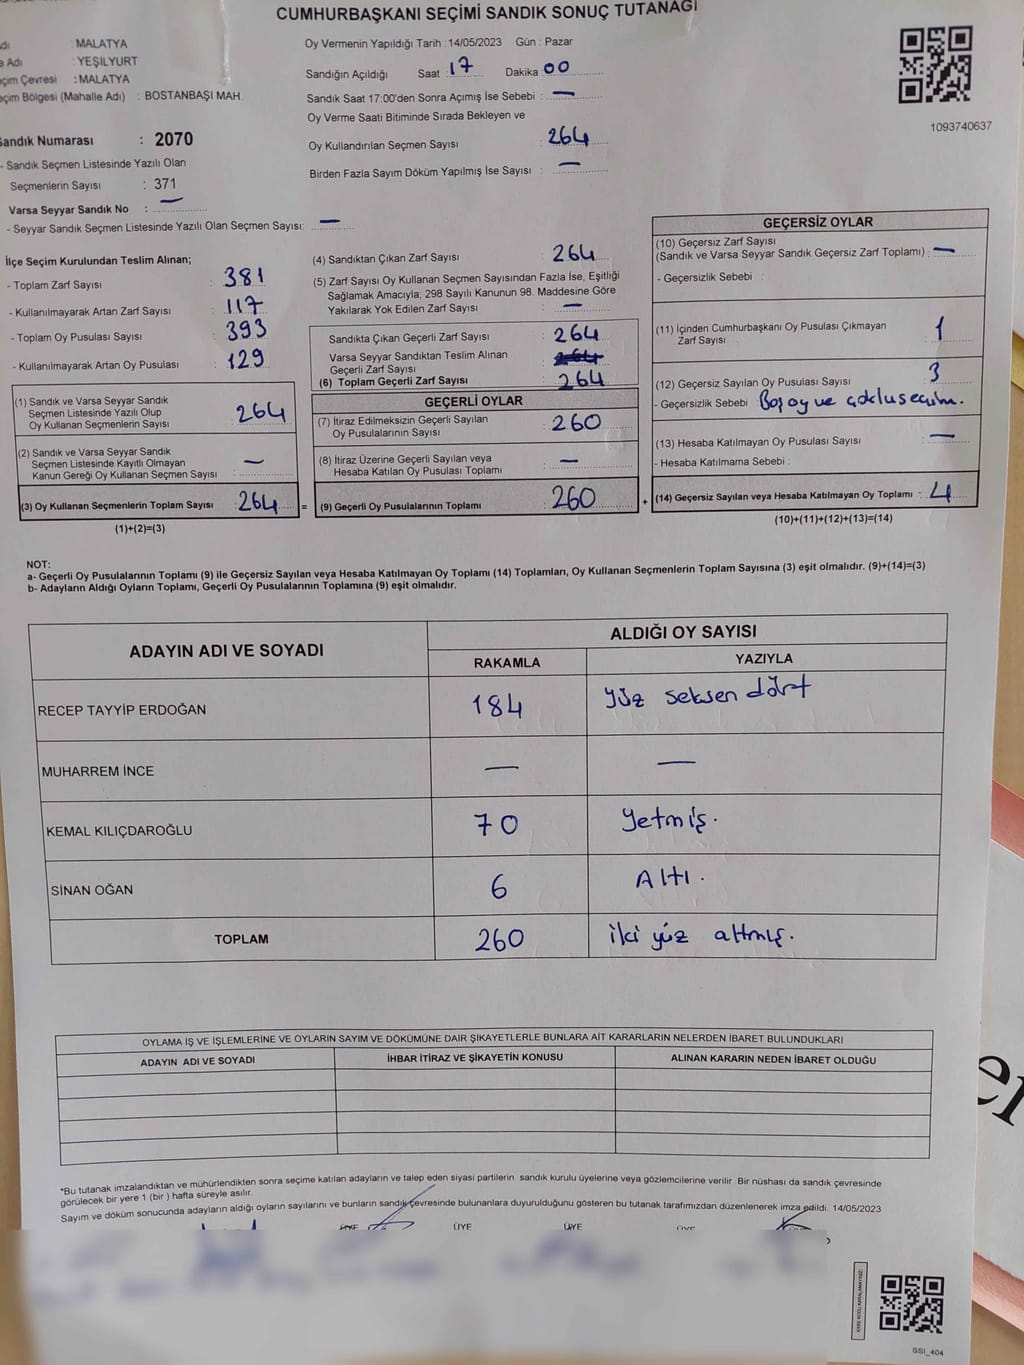 CUMHURBAŞKANI SEÇİMİ SANDIK SONUÇ TUTANAĞI
: MALATYA
Adı : YEŞİLYURT
Çevresi : MALATYA
Bölgesi (Mahalle Adı) : BOSTANBAŞI MAH.
Oy Vermenin Yapıldığı Tarih : 14/05/2023 Gün : Pazar
Sandığın Açıldığı Saat 17 Dakika 00
Sandık Saat 17:00'den Sonra Açımış İse Sebebi : —
Oy Verme Saati Bitiminde Sırada Bekleyen ve
Oy Kullandırılan Seçmen Sayısı : 264
Birden Fazla Sayım Döküm Yapılmış İse Sayısı : —
1093740637
Sandık Numarası : 2070
- Sandık Seçmen Listesinde Yazılı Olan
Seçmenlerin Sayısı : 371
Varsa Seyyar Sandık No : —
- Seyyar Sandık Seçmen Listesinde Yazılı Olan Seçmen Sayısı: —
İlçe Seçim Kurulundan Teslim Alınan;
- Toplam Zarf Sayısı : 381
- Kullanılmayarak Artan Zarf Sayısı : 117
- Toplam Oy Pusulası Sayısı : 393
- Kullanılmayarak Artan Oy Pusulası : 129
(1) Sandık ve Varsa Seyyar Sandık
Seçmen Listesinde Yazılı Olup
Oy Kullanan Seçmenlerin Sayısı : 264
(2) Sandık ve Varsa Seyyar Sandık
Seçmen Listesinde Kayıtlı Olmayan
Kanun Gereği Oy Kullanan Seçmen Sayısı : —
(3) Oy Kullanan Seçmenlerin Toplam Sayısı : 264 =
(1)+(2)=(3)
(4) Sandıktan Çıkan Zarf Sayısı : 264
(5) Zarf Sayısı Oy Kullanan Seçmen Sayısından Fazla İse, Eşitliği
Sağlamak Amacıyla, 298 Sayılı Kanunun 98. Maddesine Göre
Yakılarak Yok Edilen Zarf Sayısı : —
Sandıkta Çıkan Geçerli Zarf Sayısı : 264
Varsa Seyyar Sandıktan Teslim Alınan
Geçerli Zarf Sayısı : 264
(6) Toplam Geçerli Zarf Sayısı : 264
GEÇERLİ OYLAR
(7) İtiraz Edilmeksizin Geçerli Sayılan
Oy Pusulalarının Sayısı : 260
(8) İtiraz Üzerine Geçerli Sayılan veya
Hesaba Katılan Oy Pusulası Toplamı : —
(9) Geçerli Oy Pusulalarının Toplamı : 260 +
GEÇERSİZ OYLAR
(10) Geçersiz Zarf Sayısı
(Sandık ve Varsa Seyyar Sandık Geçersiz Zarf Toplamı) : —
- Geçersizlik Sebebi :
(11) İçinden Cumhurbaşkanı Oy Pusulası Çıkmayan
Zarf Sayısı : 1
(12) Geçersiz Sayılan Oy Pusulası Sayısı : 3
- Geçersizlik Sebebi Boş oy ve çoklu seçim.
(13) Hesaba Katılmayan Oy Pusulası Sayısı : —
- Hesaba Katılmama Sebebi :
(14) Geçersiz Sayılan veya Hesaba Katılmayan Oy Toplamı : 4
(10)+(11)+(12)+(13)=(14)
NOT:
a- Geçerli Oy Pusulalarının Toplamı (9) ile Geçersiz Sayılan veya Hesaba Katılmayan Oy Toplamı (14) Toplamları, Oy Kullanan Seçmenlerin Toplam Sayısına (3) eşit olmalıdır. (9)+(14)=(3)
b- Adayların Aldığı Oyların Toplamı, Geçerli Oy Pusulalarının Toplamına (9) eşit olmalıdır.
ADAYIN ADI VE SOYADI
ALDIĞI OY SAYISI
RAKAMLA YAZIYLA
RECEP TAYYİP ERDOĞAN 184 Yüz seksen dört
MUHARREM İNCE — —
KEMAL KILIÇDAROĞLU 70 Yetmiş.
SİNAN OĞAN 6 Altı.
TOPLAM 260 iki yüz altmış.
OYLAMA İŞ VE İŞLEMLERİNE VE OYLARIN SAYIM VE DÖKÜMÜNE DAİR ŞİKAYETLERLE BUNLARA AİT KARARLARIN NELERDEN İBARET BULUNDUKLARI
ADAYIN ADI VE SOYADI İHBAR İTİRAZ VE ŞİKAYETİN KONUSU ALINAN KARARIN NEDEN İBARET OLDUĞU
*Bu tutanak imzalandıktan ve mühürlendikten sonra seçime katılan adayların ve talep eden siyasi partilerin sandık kurulu üyelerine veya gözlemcilerine verilir. Bir nüshası da sandık çevresinde
görülecek bir yere 1 (bir) hafta süreyle asılır.
Sayım ve döküm sonucunda adayların aldığı oyların sayılarını ve bunların sandık çevresinde bulunanlara duyurulduğunu gösteren bu tutanak tarafımızdan düzenlenerek imza edildi. 14/05/2023
ÜYE ÜYE ÜYE ÜYE
SSI_404